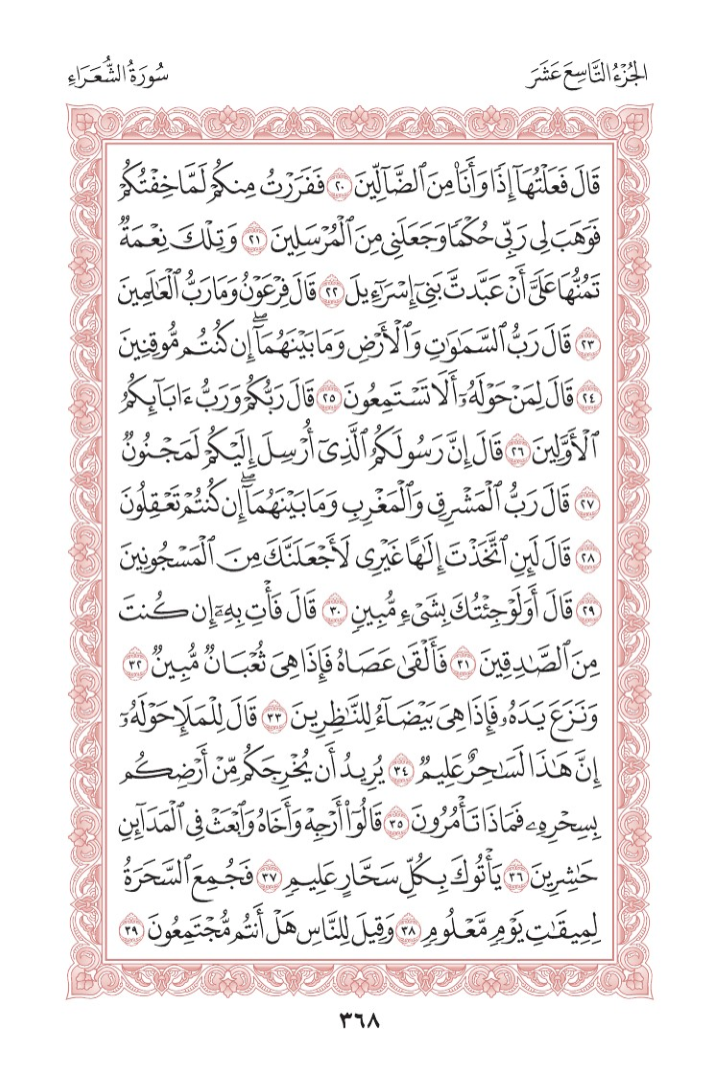 الجُزْءُ التَّاسِعَ عَشَرَ
سُورَةُ الشُّعَرَاءِ
قَالَ فَعَلْتُهَآ إِذٗا وَأَنَا۠ مِنَ ٱلضَّآلِّينَ ٢٠ فَفَرَرْتُ مِنكُمْ لَمَّا خِفْتُكُمْ
فَوَهَبَ لِى رَبِّى حُكْمٗا وَجَعَلَنِى مِنَ ٱلْمُرْسَلِينَ ٢١ وَتِلْكَ نِعْمَةٌ
تَمُنُّهَا عَلَىَّ أَنْ عَبَّدتَّ بَنِىٓ إِسْرَٰٓءِيلَ ٢٢ قَالَ فِرْعَوْنُ وَمَا رَبُّ ٱلْعَٰلَمِينَ
٢٣ قَالَ رَبُّ ٱلسَّمَٰوَٰتِ وَٱلْأَرْضِ وَمَا بَيْنَهُمَآ ۖ إِن كُنتُم مُّوقِنِينَ
٢٤ قَالَ لِمَنْ حَوْلَهُۥٓ أَلَا تَسْتَمِعُونَ ٢٥ قَالَ رَبُّكُمْ وَرَبُّ ءَابَآئِكُمُ
ٱلْأَوَّلِينَ ٢٦ قَالَ إِنَّ رَسُولَكُمُ ٱلَّذِىٓ أُرْسِلَ إِلَيْكُمْ لَمَجْنُونٌ
٢٧ قَالَ رَبُّ ٱلْمَشْرِقِ وَٱلْمَغْرِبِ وَمَا بَيْنَهُمَآ ۖ إِن كُنتُمْ تَعْقِلُونَ
٢٨ قَالَ لَئِنِ ٱتَّخَذْتَ إِلَٰهًا غَيْرِى لَأَجْعَلَنَّكَ مِنَ ٱلْمَسْجُونِينَ
٢٩ قَالَ أَوَلَوْ جِئْتُكَ بِشَىْءٖ مُّبِينٖ ٣٠ قَالَ فَأْتِ بِهِۦٓ إِن كُنتَ
مِنَ ٱلصَّٰدِقِينَ ٣١ فَأَلْقَىٰ عَصَاهُ فَإِذَا هِىَ ثُعْبَانٌ مُّبِينٌ ٣٢
وَنَزَعَ يَدَهُۥ فَإِذَا هِىَ بَيْضَآءُ لِلنَّٰظِرِينَ ٣٣ قَالَ لِلْمَلَإِ حَوْلَهُۥٓ
إِنَّ هَٰذَا لَسَٰحِرٌ عَلِيمٌ ٣٤ يُرِيدُ أَن يُخْرِجَكُم مِّنْ أَرْضِكُم
بِسِحْرِهِۦ فَمَاذَا تَأْمُرُونَ ٣٥ قَالُوٓا۟ أَرْجِهْ وَأَخَاهُ وَٱبْعَثْ فِى ٱلْمَدَآئِنِ
حَٰشِرِينَ ٣٦ يَأْتُوكَ بِكُلِّ سَحَّارٍ عَلِيمٖ ٣٧ فَجُمِعَ ٱلسَّحَرَةُ
لِمِيقَٰتِ يَوْمٖ مَّعْلُومٖ ٣٨ وَقِيلَ لِلنَّاسِ هَلْ أَنتُم مُّجْتَمِعُونَ ٣٩
٣٦٨